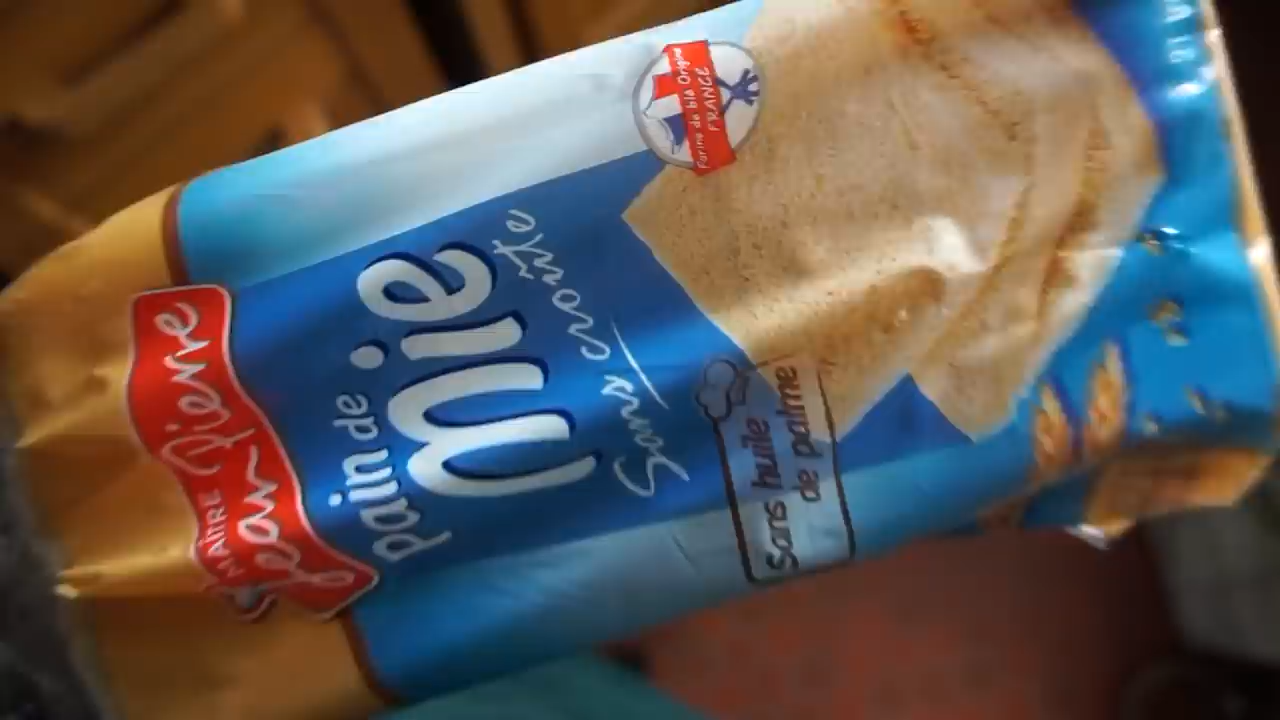 MAÎTRE
Jean Pierre
pain de
mie
Sans croûte
Farine de blé Origine
FRANCE
Sans huile
de palme